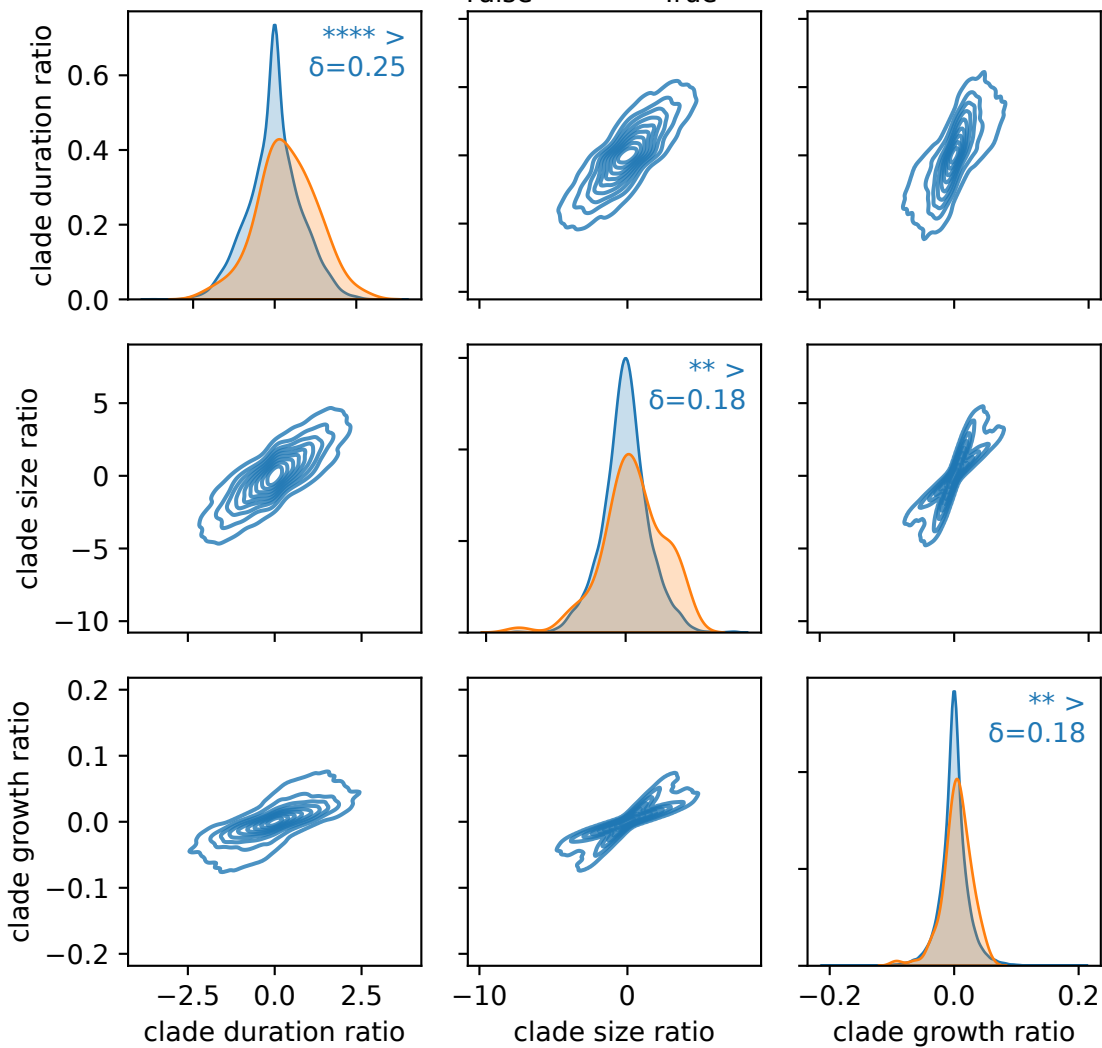 False True
clade duration ratio
0.6
0.4
0.2
0.0
**** >
δ=0.25
clade size ratio
5
0
−5
−10
** >
δ=0.18
clade growth ratio
0.2
0.1
0.0
−0.1
−0.2
** >
δ=0.18
−2.5 0.0 2.5
−10 0
−0.2 0.0 0.2
clade duration ratio
clade size ratio
clade growth ratio